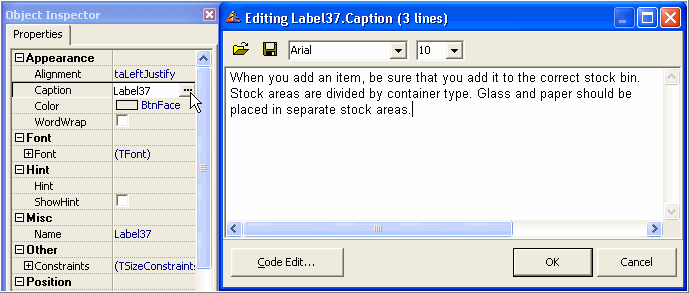 Object Inspector
Properties
Appearance
Alignment taLeftJustify
Caption Label37 ...
Color BtnFace
WordWrap
Font
Font (TFont)
Hint
Hint
ShowHint
Misc
Name Label37
Other
Constraints (TSizeConstraints
Position
Editing Label37.Caption (3 lines)
Arial 10
When you add an item, be sure that you add it to the correct stock bin.
Stock areas are divided by container type. Glass and paper should be
placed in separate stock areas.
Code Edit... OK Cancel